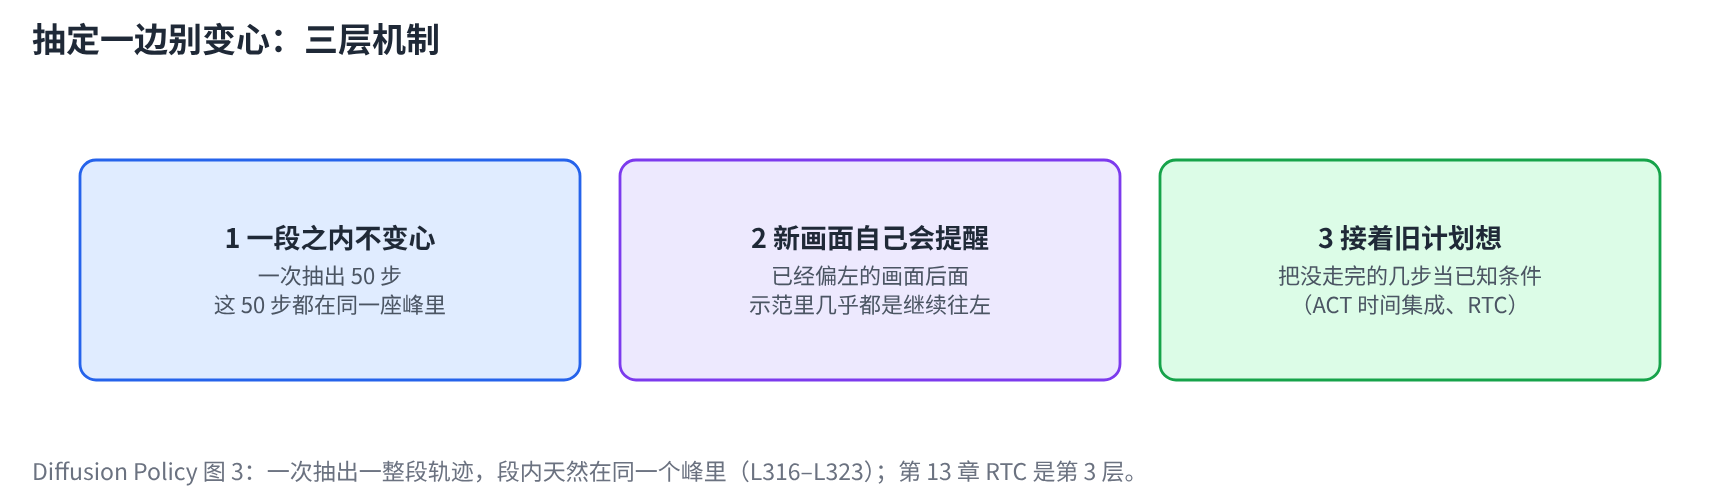 抽定一边别变心：三层机制
1 一段之内不变心
一次抽出 50 步
这 50 步都在同一座峰里
2 新画面自己会提醒
已经偏左的画面后面
示范里几乎都是继续往左
3 接着旧计划想
把没走完的几步当已知条件
（ACT 时间集成、RTC）
Diffusion Policy 图 3：一次抽出一整段轨迹，段内天然在同一个峰里（L316–L323）；第 13 章 RTC 是第 3 层。